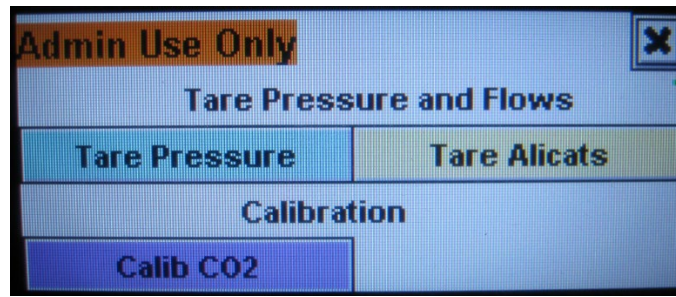 Admin Use Only
Tare Pressure and Flows
Tare Pressure Tare Alicats
Calibration
Calib CO2